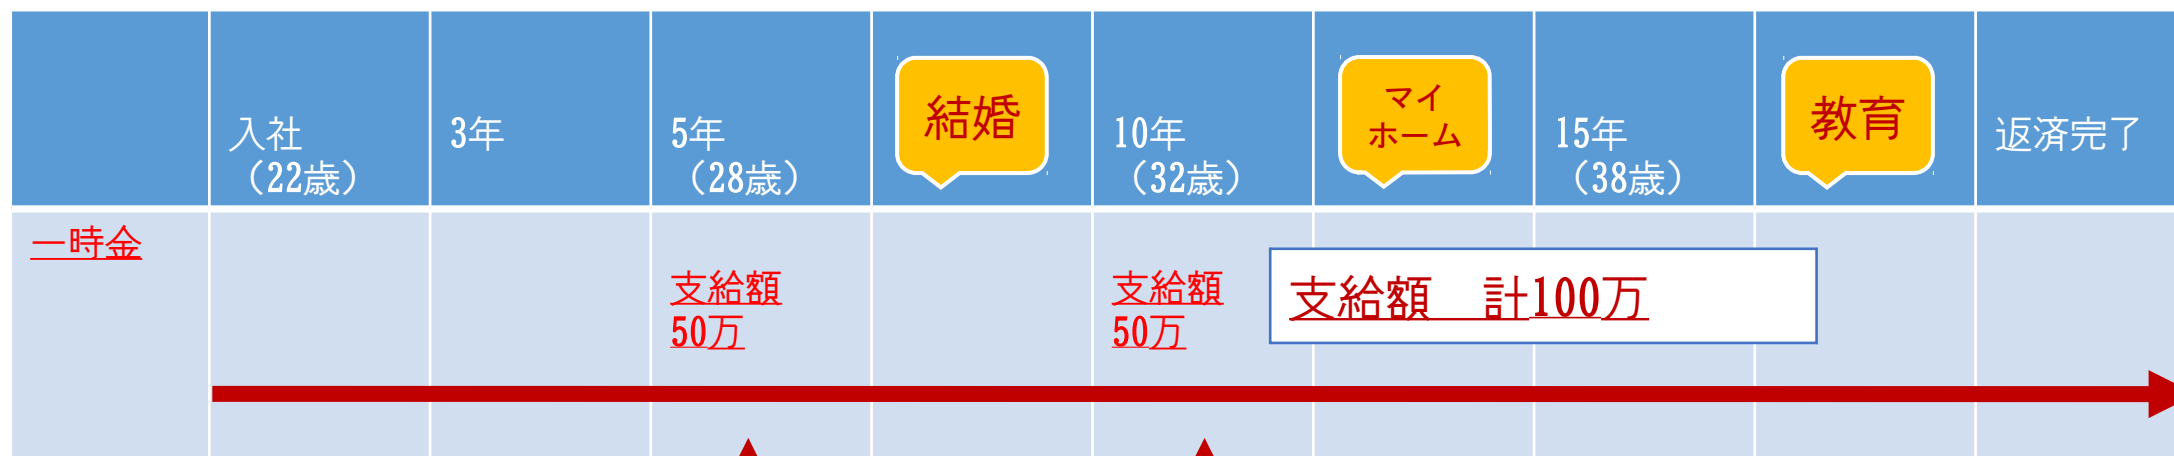 入社
（22歳）
3年
5年
（28歳）
結婚
10年
（32歳）
マイ
ホーム
15年
（38歳）
教育
返済完了
一時金
支給額
50万
支給額
50万
支給額　計100万